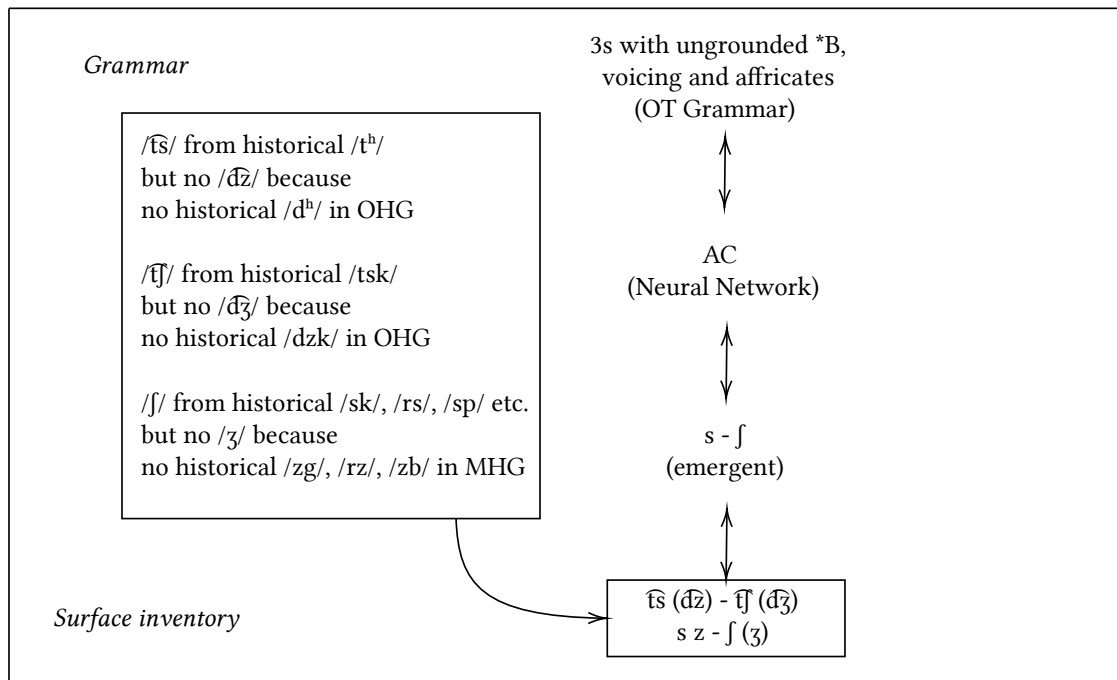 Grammar
3s with ungrounded *B,
voicing and affricates
(OT Grammar)
/t͡s/ from historical /tʰ/
but no /d͡z/ because
no historical /dʰ/ in OHG
/t͡ʃ/ from historical /tsk/
but no /d͡ʒ/ because
no historical /dzk/ in OHG
/ʃ/ from historical /sk/, /rs/, /sp/ etc.
but no /ʒ/ because
no historical /zg/, /rz/, /zb/ in MHG
AC
(Neural Network)
s - ʃ
(emergent)
Surface inventory
t͡s (d͡z) - t͡ʃ (d͡ʒ)
s z - ʃ (ʒ)